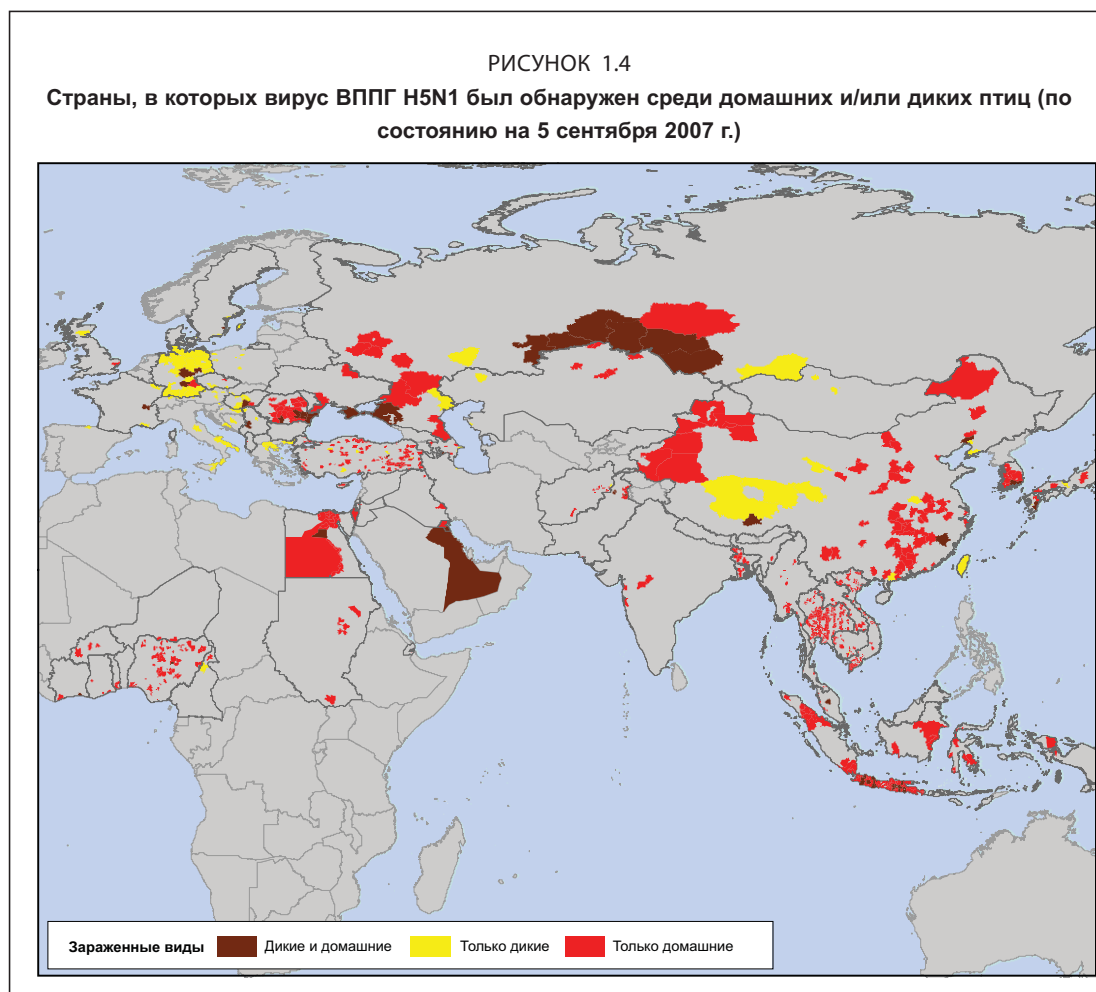 РИСУНОК 1.4
Страны, в которых вирус ВППГ H5N1 был обнаружен среди домашних и/или диких птиц (по
состоянию на 5 сентября 2007 г.)
Зараженные виды Дикие и домашние Только дикие Только домашние